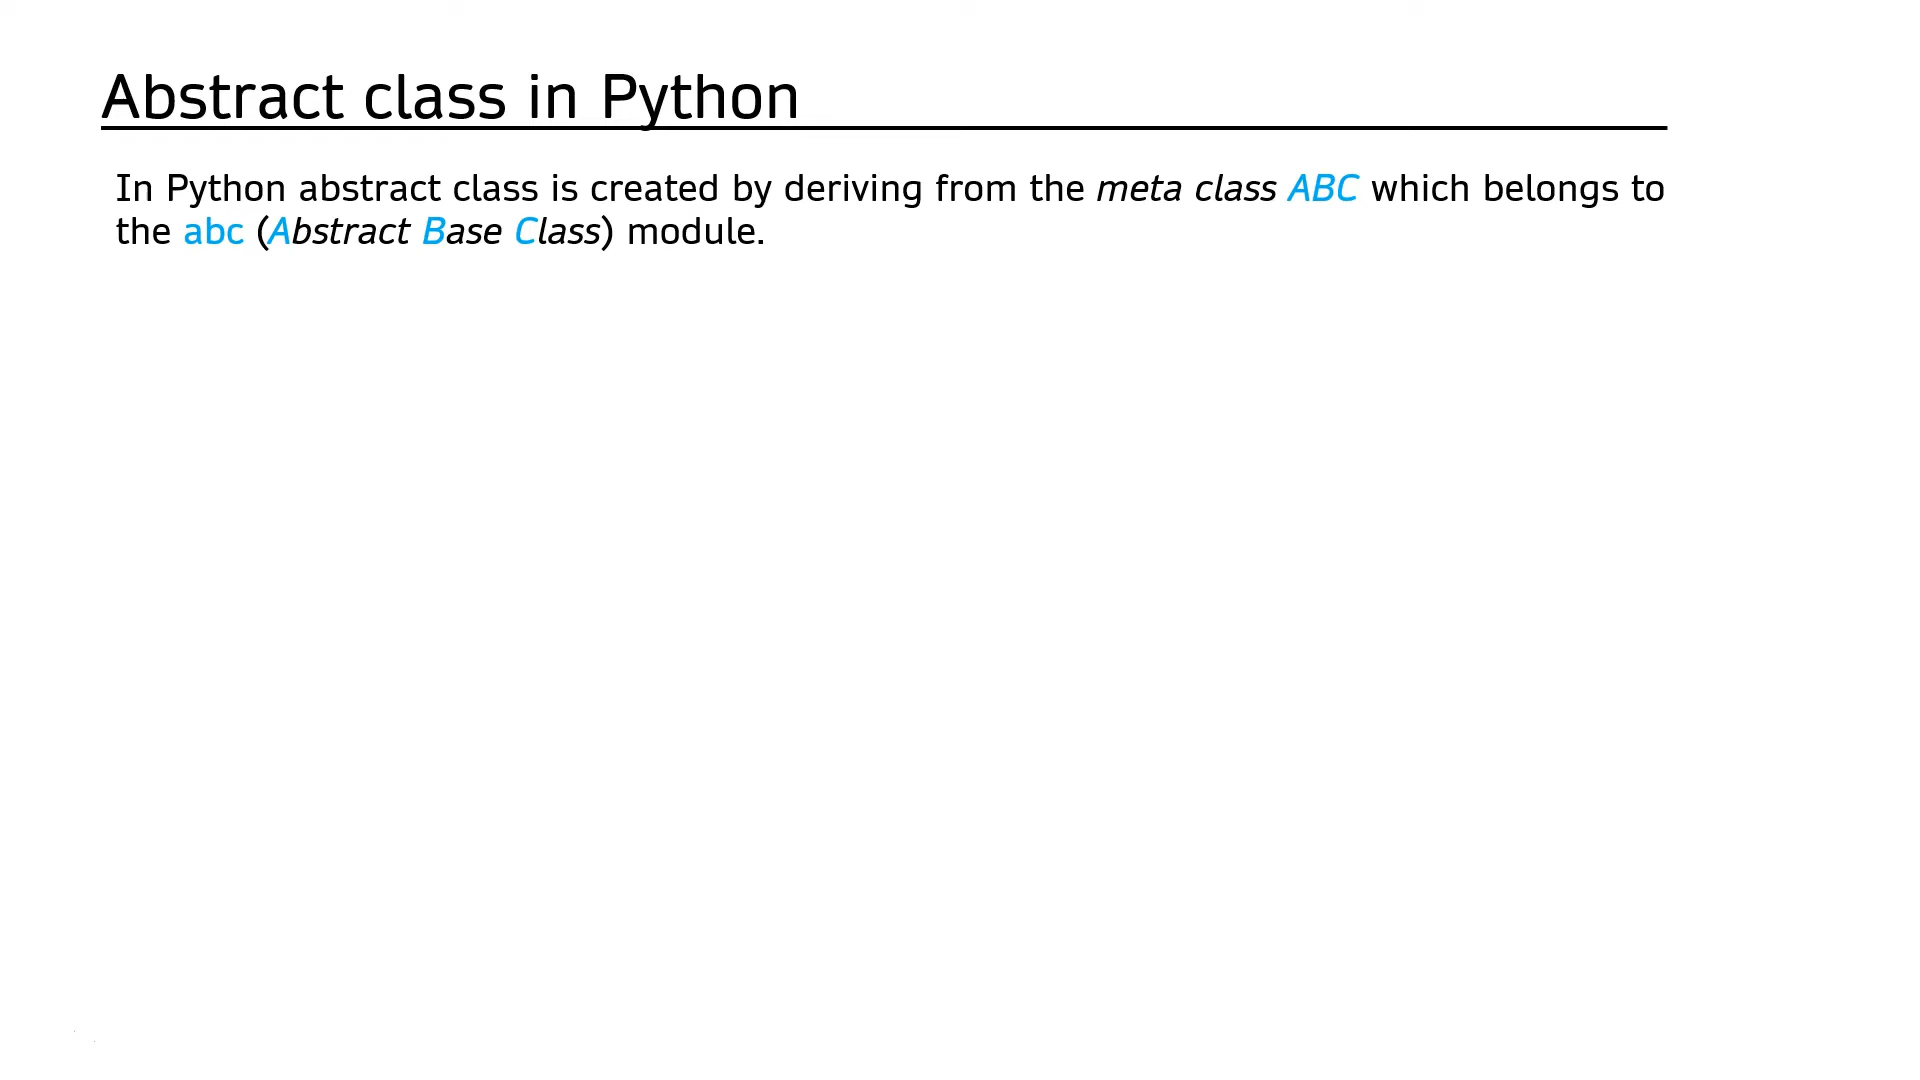 Abstract class in Python
In Python abstract class is created by deriving from the meta class ABC which belongs to
the abc (Abstract Base Class) module.